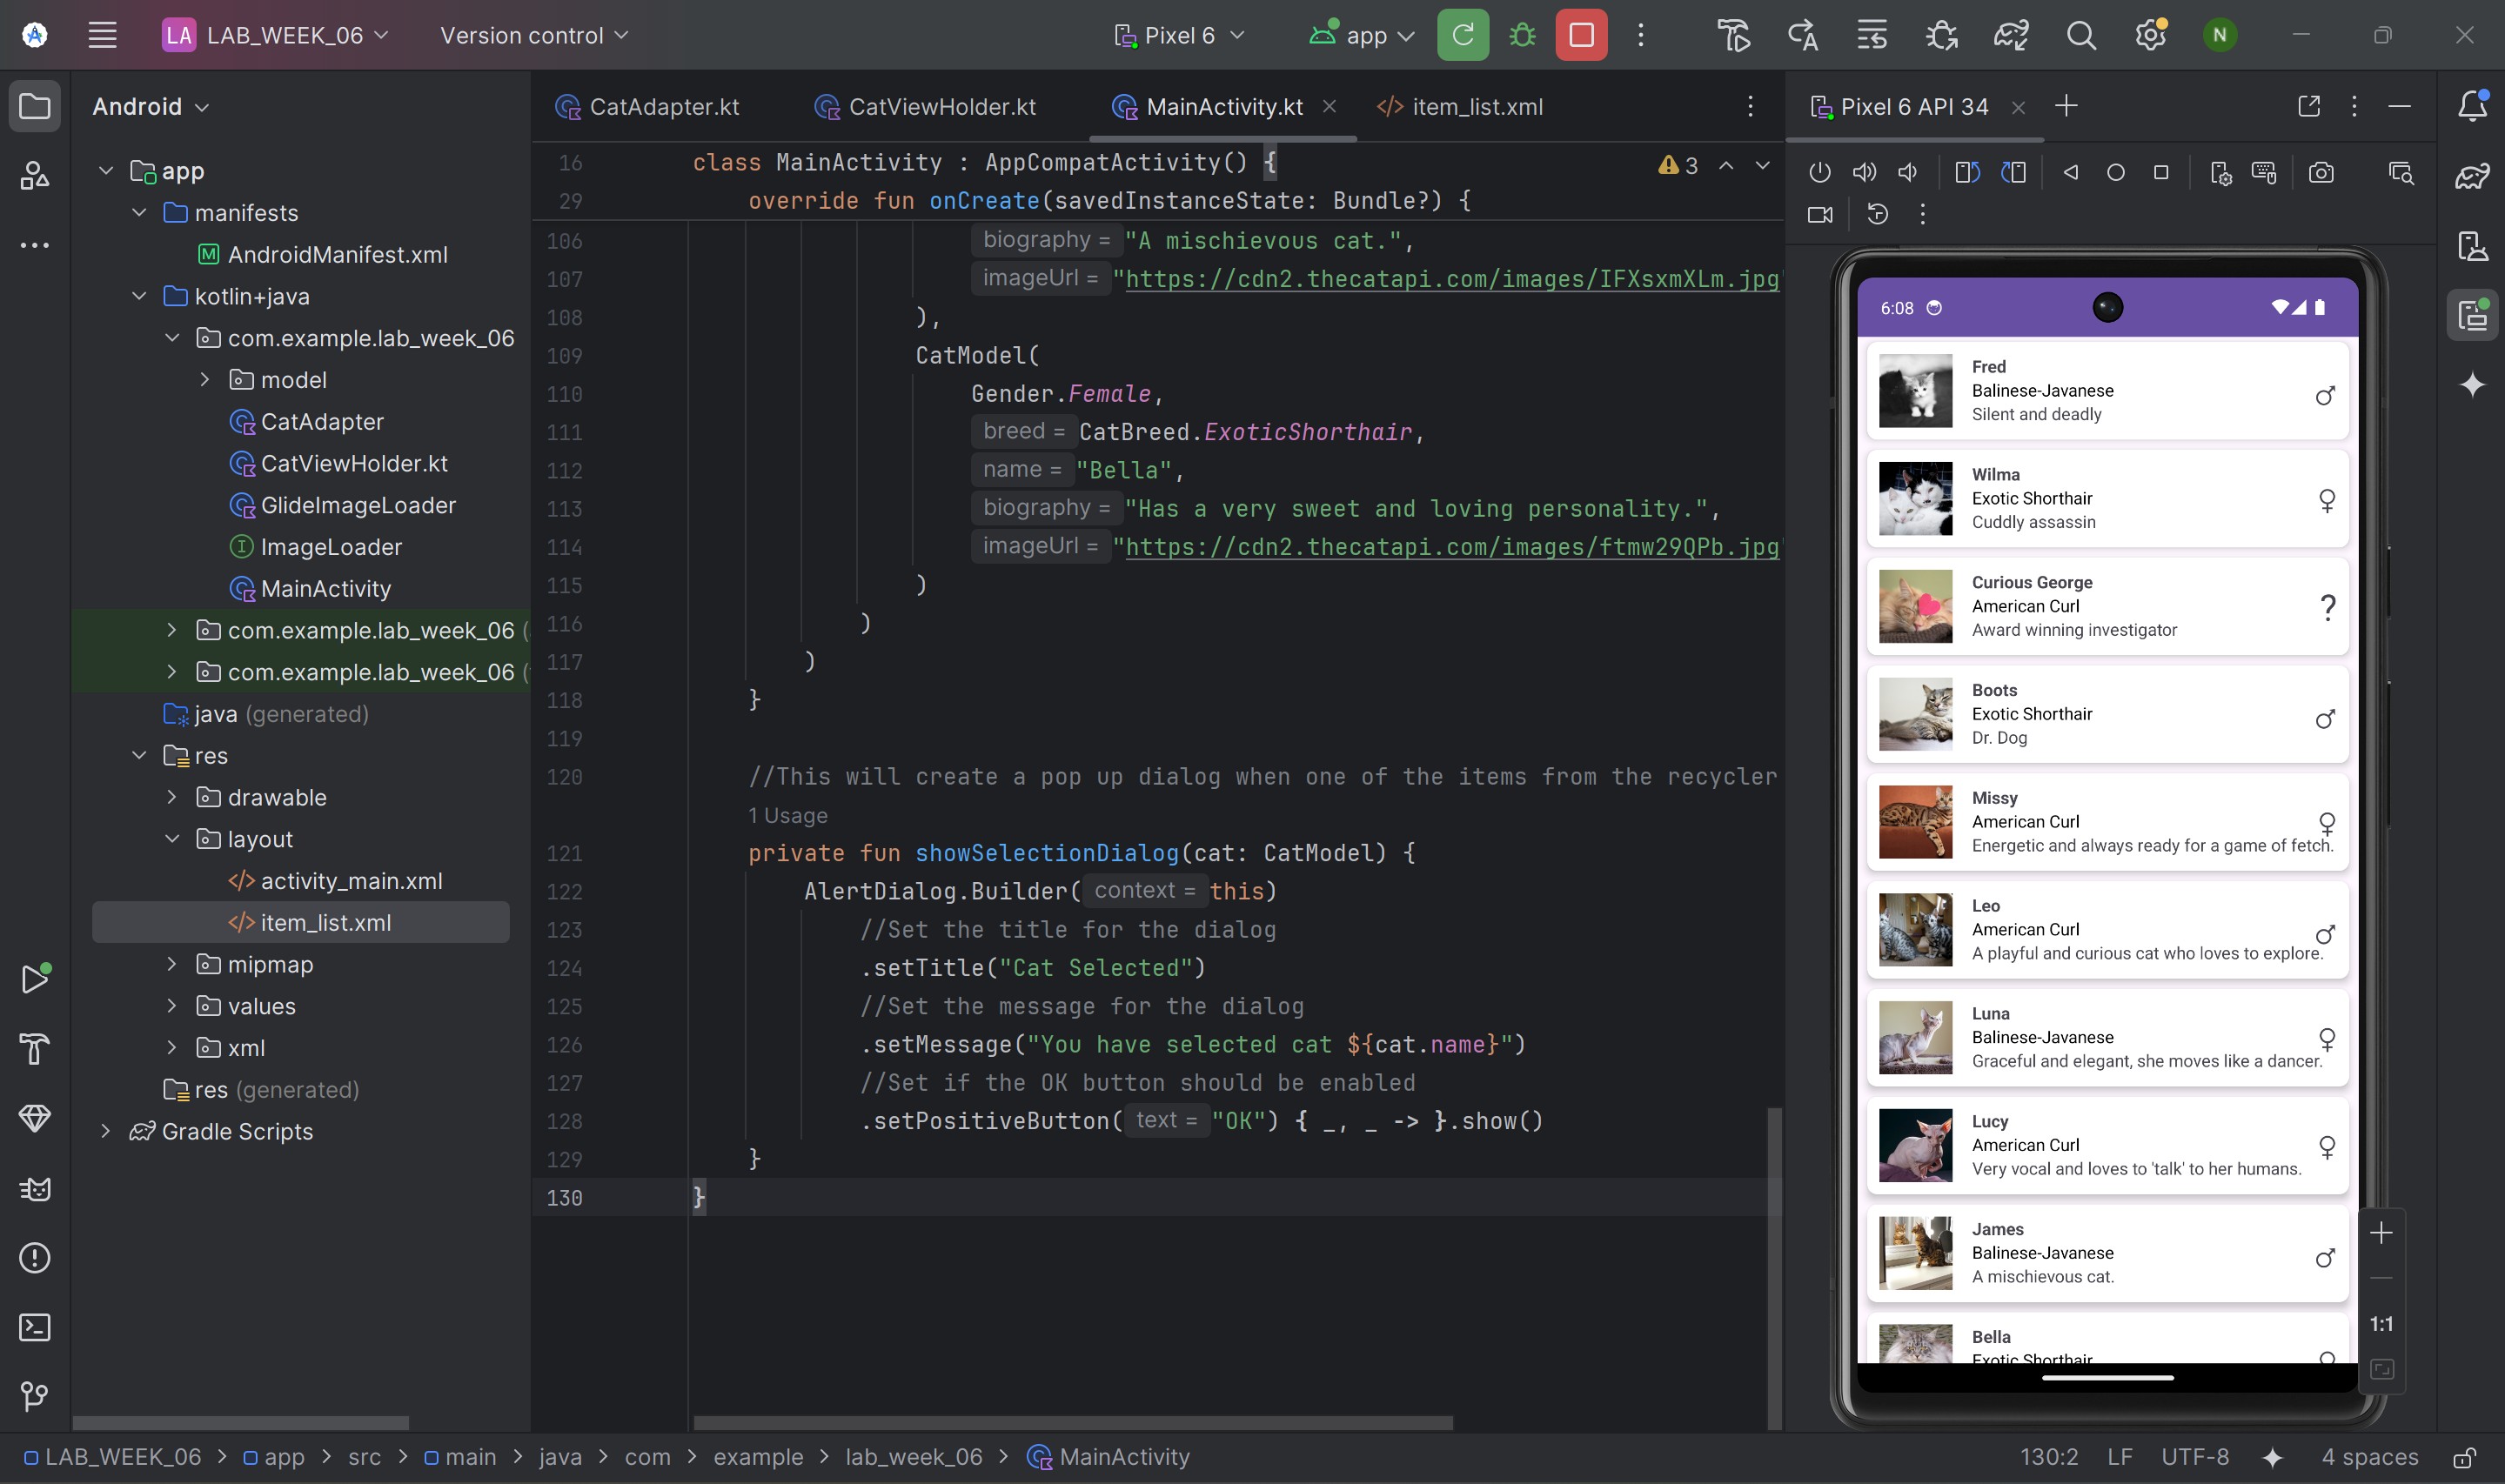 LA LAB_WEEK_06
Version control
Pixel 6
app
N
Android
app
manifests
AndroidManifest.xml
kotlin+java
com.example.lab_week_06
model
CatAdapter
CatViewHolder.kt
GlideImageLoader
ImageLoader
MainActivity
com.example.lab_week_06 (
com.example.lab_week_06 (
java (generated)
res
drawable
layout
activity_main.xml
item_list.xml
mipmap
values
xml
res (generated)
Gradle Scripts
CatAdapter.kt
CatViewHolder.kt
MainActivity.kt
item_list.xml
3
16 class MainActivity : AppCompatActivity() {
29 override fun onCreate(savedInstanceState: Bundle?) {
106 biography = "A mischievous cat.",
107 imageUrl = "https://cdn2.thecatapi.com/images/IFXsxmXLm.jpg"
108 ),
109 CatModel(
110 Gender.Female,
111 breed = CatBreed.ExoticShorthair,
112 name = "Bella",
113 biography = "Has a very sweet and loving personality.",
114 imageUrl = "https://cdn2.thecatapi.com/images/ftmw29QPb.jpg"
115 )
116 )
117 )
118 }
119
120 //This will create a pop up dialog when one of the items from the recycler
1 Usage
121 private fun showSelectionDialog(cat: CatModel) {
122 AlertDialog.Builder( context = this)
123 //Set the title for the dialog
124 .setTitle("Cat Selected")
125 //Set the message for the dialog
126 .setMessage("You have selected cat ${cat.name}")
127 //Set if the OK button should be enabled
128 .setPositiveButton( text = "OK") { _, _ -> }.show()
129 }
130 }
Pixel 6 API 34
6:08
Fred
Balinese-Javanese
Silent and deadly
Wilma
Exotic Shorthair
Cuddly assassin
Curious George
American Curl
Award winning investigator
?
Boots
Exotic Shorthair
Dr. Dog
Missy
American Curl
Energetic and always ready for a game of fetch.
Leo
American Curl
A playful and curious cat who loves to explore.
Luna
Balinese-Javanese
Graceful and elegant, she moves like a dancer.
Lucy
American Curl
Very vocal and loves to 'talk' to her humans.
James
Balinese-Javanese
A mischievous cat.
Bella
Exotic Shorthair
1:1
LAB_WEEK_06 > app > src > main > java > com > example > lab_week_06 > MainActivity
130:2 LF UTF-8 4 spaces